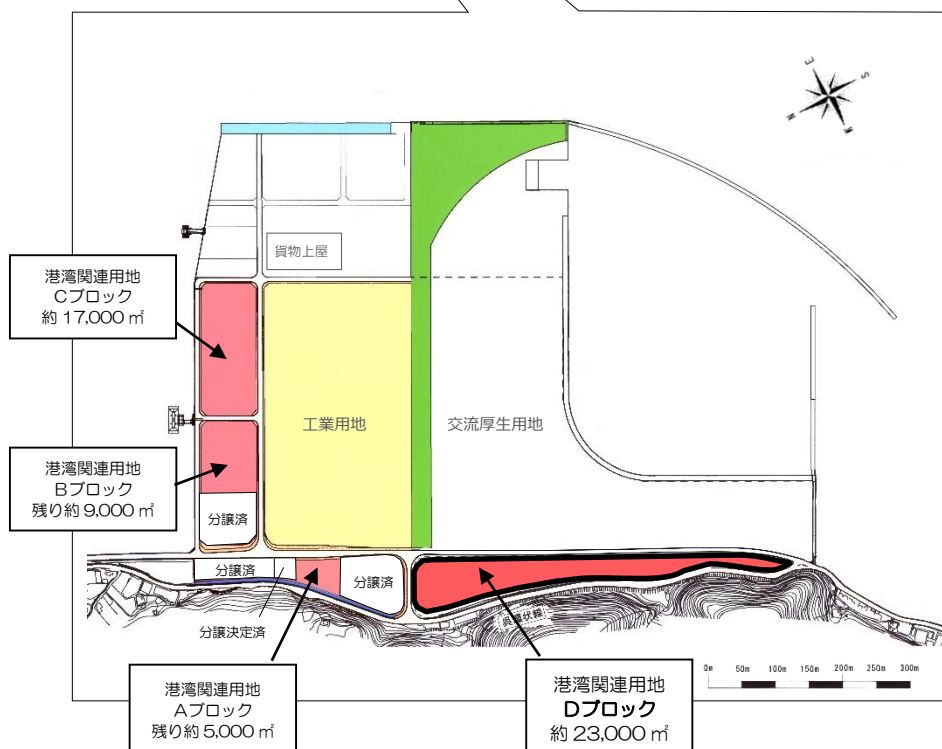 E
S
N
W
貨物上屋
港湾関連用地
Cブロック
約 17,000 ㎡
工業用地
交流厚生用地
港湾関連用地
Bブロック
残り約 9,000 ㎡
分譲済
分譲済
分譲済
分譲決定済
0m 50m 100m 150m 200m 250m 300m
港湾関連用地
Aブロック
残り約 5,000 ㎡
港湾関連用地
Dブロック
約 23,000 ㎡